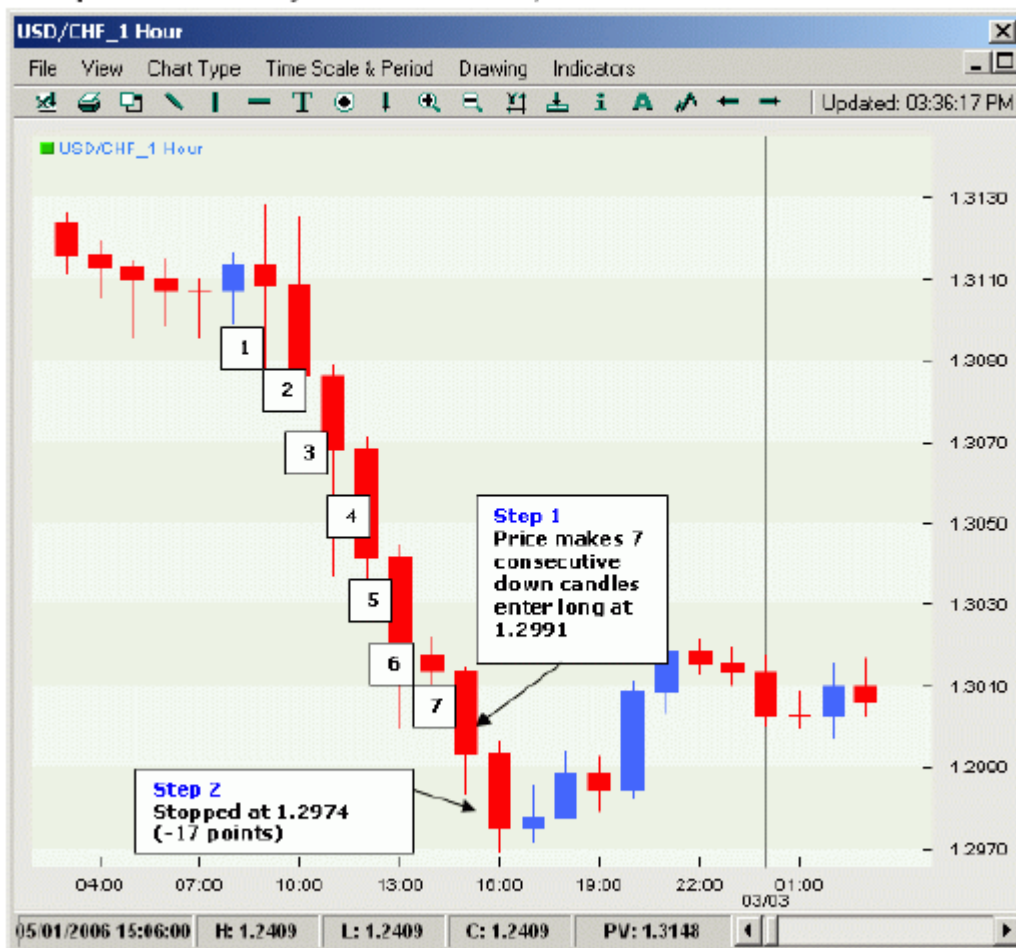 USD/CHF_1 Hour
File View Chart Type Time Scale & Period Drawing Indicators
Updated: 03:36:17 PM
USD/CHF_1 Hour
1.3130
1.3110
1.3090
1.3070
1.3050
1.3030
1.3010
1.2990
1.2970
1
2
3
4
5
6
7
Step 1
Price makes 7
consecutive
down candles
enter long at
1.2991
Step 2
Stopped at 1.2974
(-17 points)
04:00 07:00 10:00 13:00 16:00 19:00 22:00 01:00
03/03
05/01/2006 15:06:00 H: 1.2409 L: 1.2409 C: 1.2409 PV: 1.3148